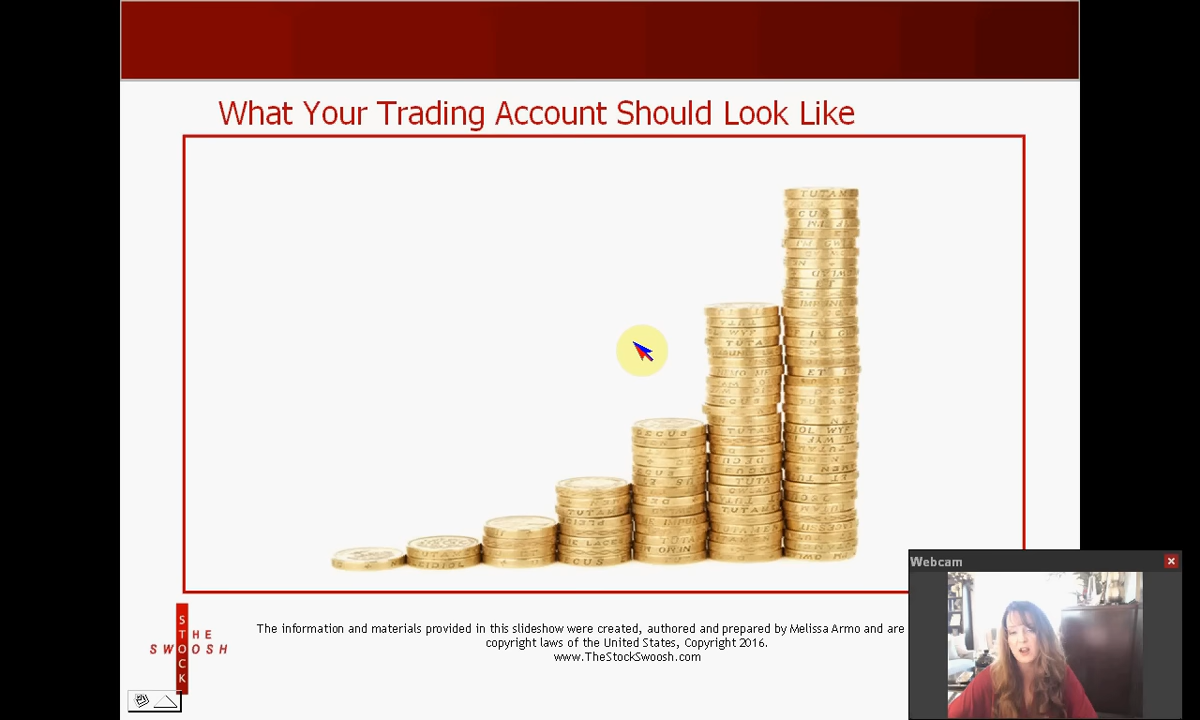 What Your Trading Account Should Look Like
THE
STOCK
SWOOSH
The information and materials provided in this slideshow were created, authored and prepared by Melissa Armo and are
copyright laws of the United States, Copyright 2016.
www.TheStockSwoosh.com
Webcam